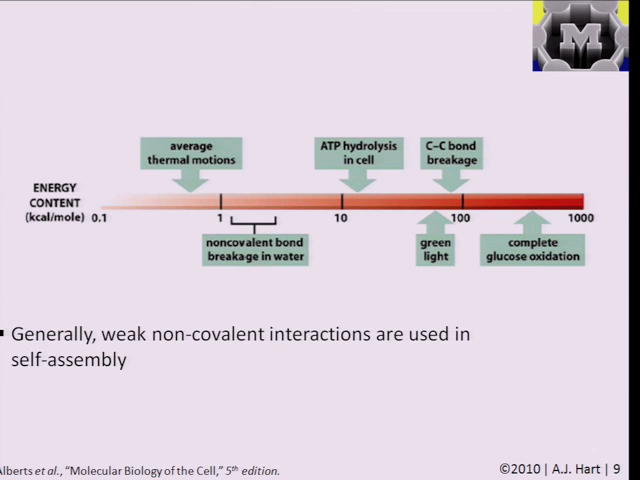 M
average
thermal motions
ATP hydrolysis
in cell
C–C bond
breakage
ENERGY
CONTENT
(kcal/mole)
0.1 1 10 100 1000
noncovalent bond
breakage in water
green
light
complete
glucose oxidation
Generally, weak non-covalent interactions are used in
self-assembly
Alberts et al., “Molecular Biology of the Cell,” 5th edition.
©2010 | A.J. Hart | 9